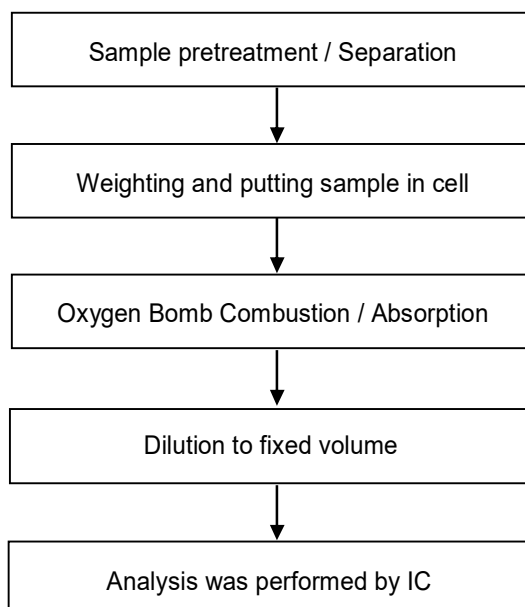 Sample pretreatment / Separation
Weighting and putting sample in cell
Oxygen Bomb Combustion / Absorption
Dilution to fixed volume
Analysis was performed by IC